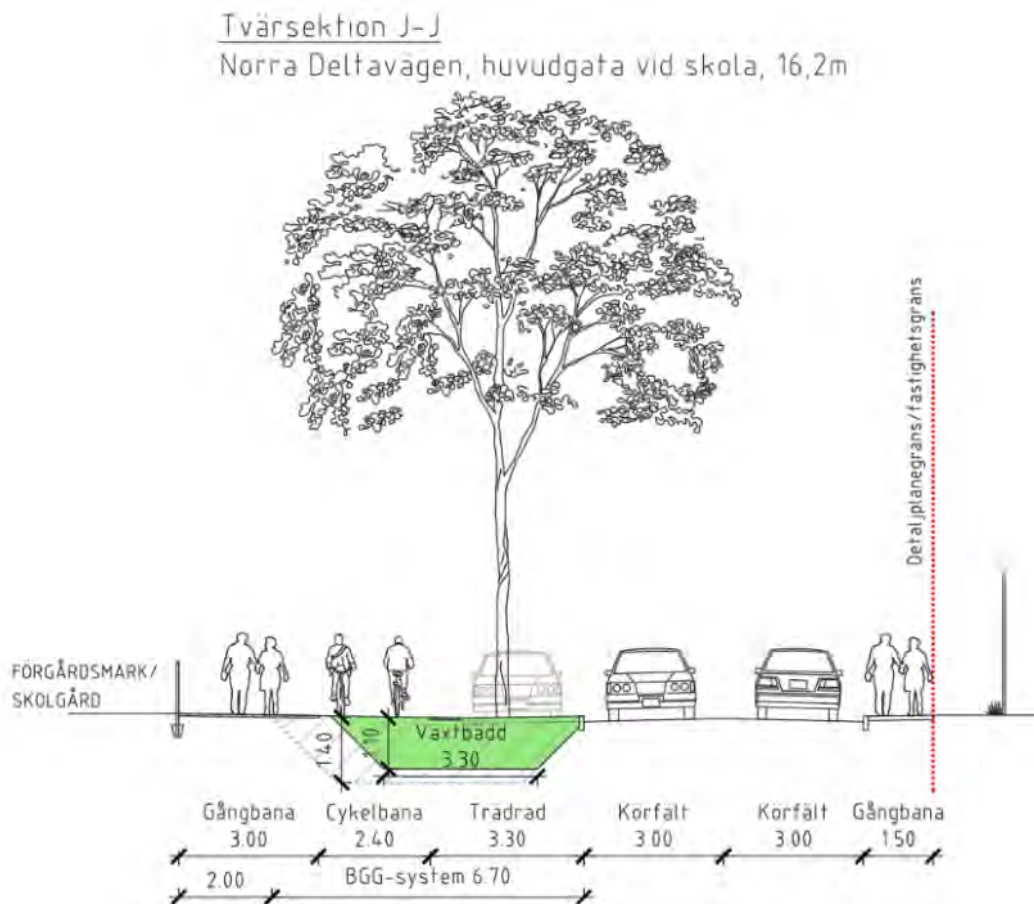 Tvärsektion J-J
Norra Deltavägen, huvudgata vid skola, 16,2m
Detaljplanegräns/fastighetsgräns
FÖRGÅRDSMARK/
SKOLGÅRD
1.40
1.10
Växtbädd
3.30
Gångbana Cykelbana Trädrad Körfält Körfält Gångbana
3.00 2.40 3.30 3.00 3.00 1.50
2.00 BGG-system 6.70